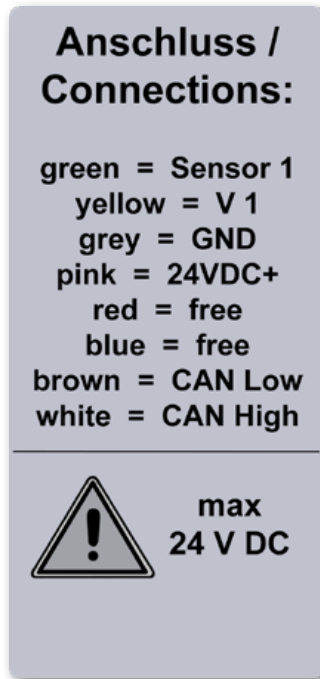 Anschluss /
Connections:
green = Sensor 1
yellow = V 1
grey = GND
pink = 24VDC+
red = free
blue = free
brown = CAN Low
white = CAN High
max
24 V DC